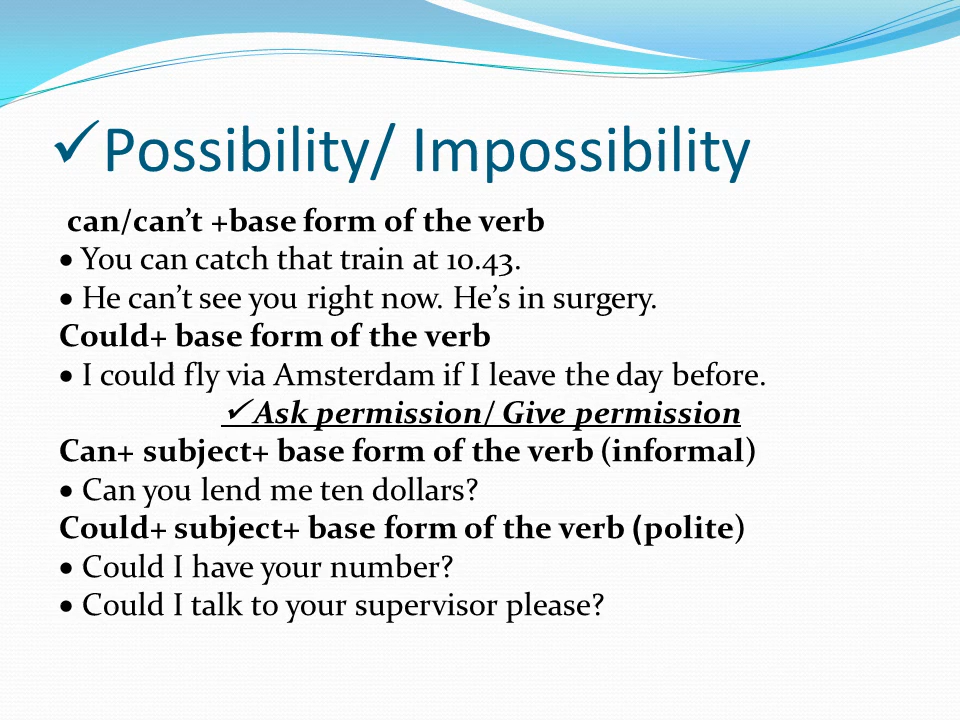 ✓Possibility/ Impossibility
can/can’t +base form of the verb
• You can catch that train at 10.43.
• He can’t see you right now. He’s in surgery.
Could+ base form of the verb
• I could fly via Amsterdam if I leave the day before.
✓Ask permission/ Give permission
Can+ subject+ base form of the verb (informal)
• Can you lend me ten dollars?
Could+ subject+ base form of the verb (polite)
• Could I have your number?
• Could I talk to your supervisor please?